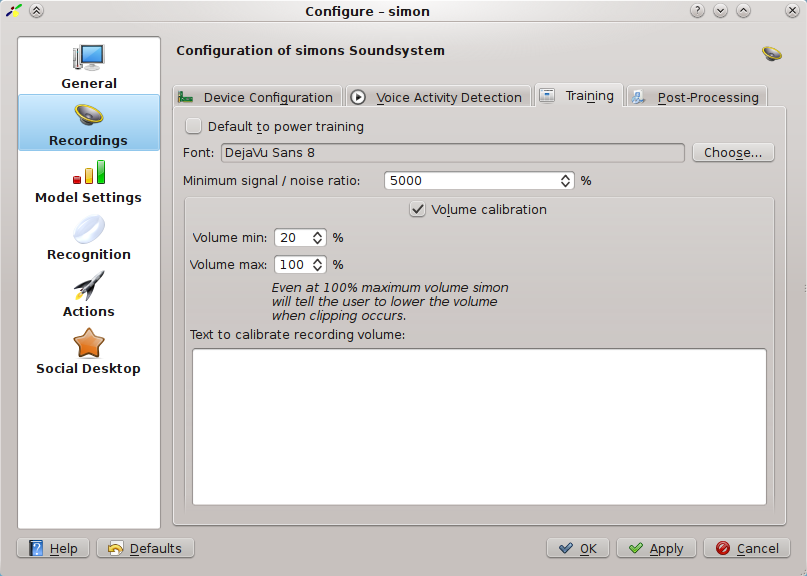 Configure – simon
Configuration of simons Soundsystem
General
Recordings
Model Settings
Recognition
Actions
Social Desktop
Device Configuration
Voice Activity Detection
Training
Post-Processing
Default to power training
Font: DejaVu Sans 8 Choose...
Minimum signal / noise ratio: 5000 %
Volume calibration
Volume min: 20 %
Volume max: 100 %
Even at 100% maximum volume simon
will tell the user to lower the volume
when clipping occurs.
Text to calibrate recording volume:
Help Defaults OK Apply Cancel